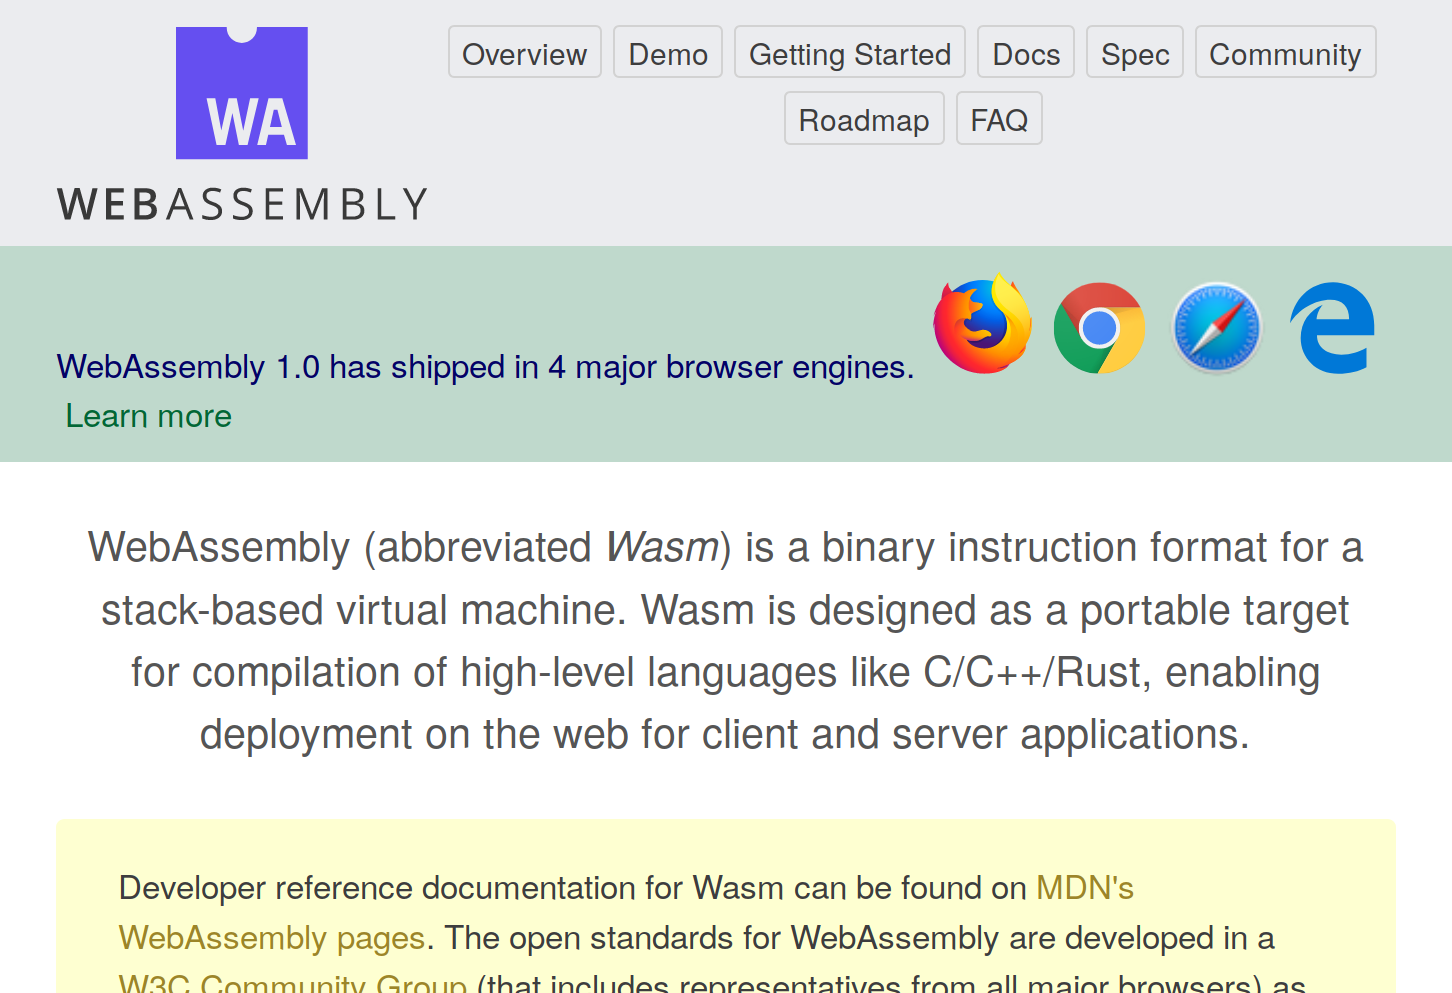 WA
WEBASSEMBLY
Overview Demo Getting Started Docs Spec Community
Roadmap FAQ
WebAssembly 1.0 has shipped in 4 major browser engines.
Learn more
WebAssembly (abbreviated Wasm) is a binary instruction format for a
stack-based virtual machine. Wasm is designed as a portable target
for compilation of high-level languages like C/C++/Rust, enabling
deployment on the web for client and server applications.
Developer reference documentation for Wasm can be found on MDN's
WebAssembly pages. The open standards for WebAssembly are developed in a
W3C Community Group (that includes representatives from all major browsers) as